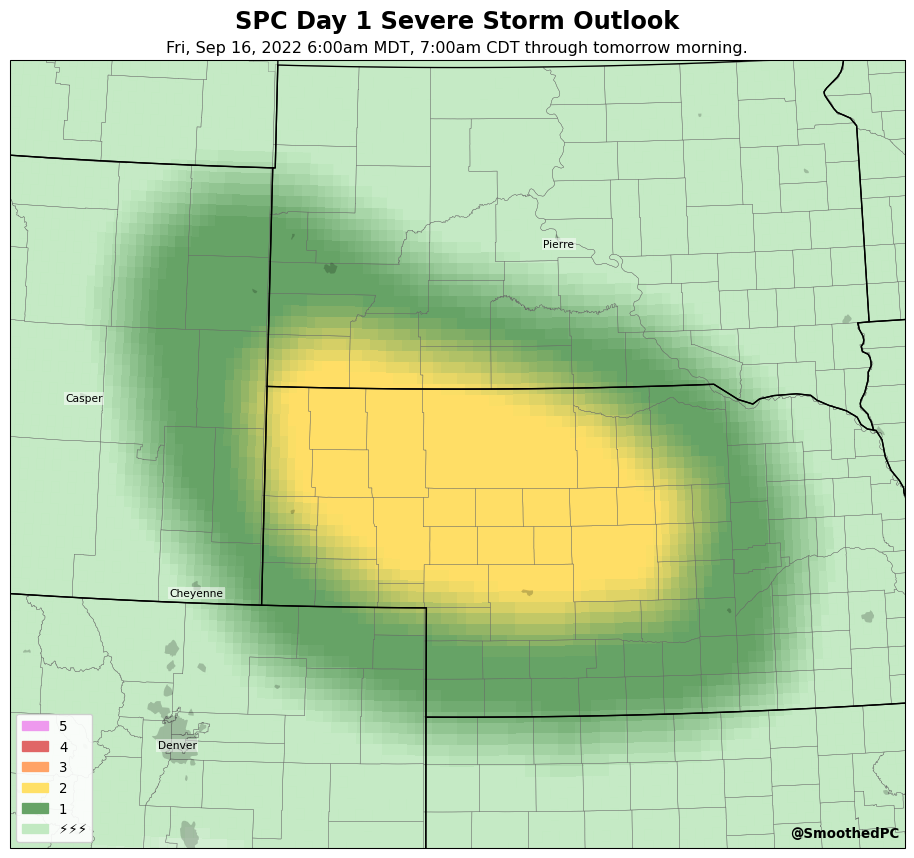 SPC Day 1 Severe Storm Outlook
Fri, Sep 16, 2022 6:00am MDT, 7:00am CDT through tomorrow morning.
Pierre
Casper
Cheyenne
Denver
5
4
3
2
1
⚡⚡⚡
@SmoothedPC